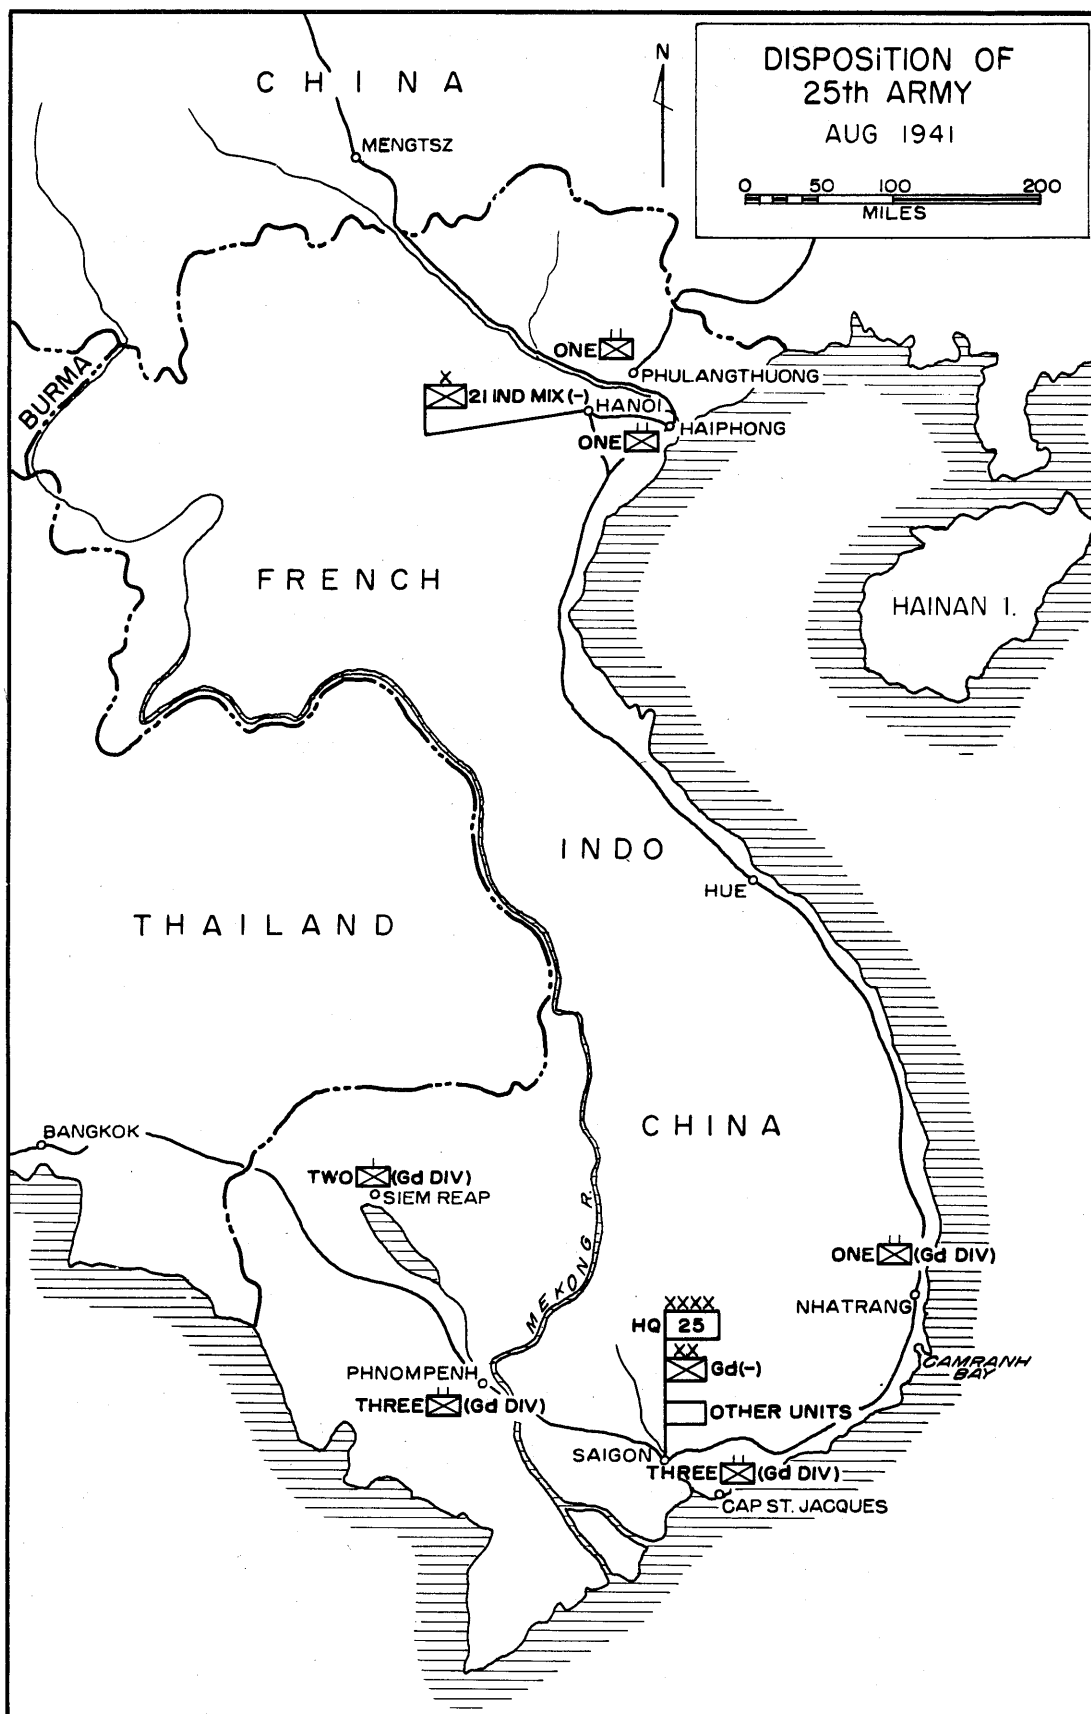 DISPOSITION OF
25th ARMY
AUG 1941
0 50 100 200
MILES
N
CHINA
MENGTSZ
BURMA
ONE
PHULANGTHUONG
X
21 IND MIX (-)
HANOI
HAIPHONG
ONE
FRENCH
HAINAN I.
INDO
HUE
THAILAND
CHINA
BANGKOK
TWO (Gd DIV)
SIEM REAP
MEKONG R.
ONE (Gd DIV)
NHATRANG
CAMRANH
BAY
XXXX
HQ 25
XX
Gd(-)
OTHER UNITS
PHNOMPENH
THREE (Gd DIV)
SAIGON
THREE (Gd DIV)
CAP ST. JACQUES